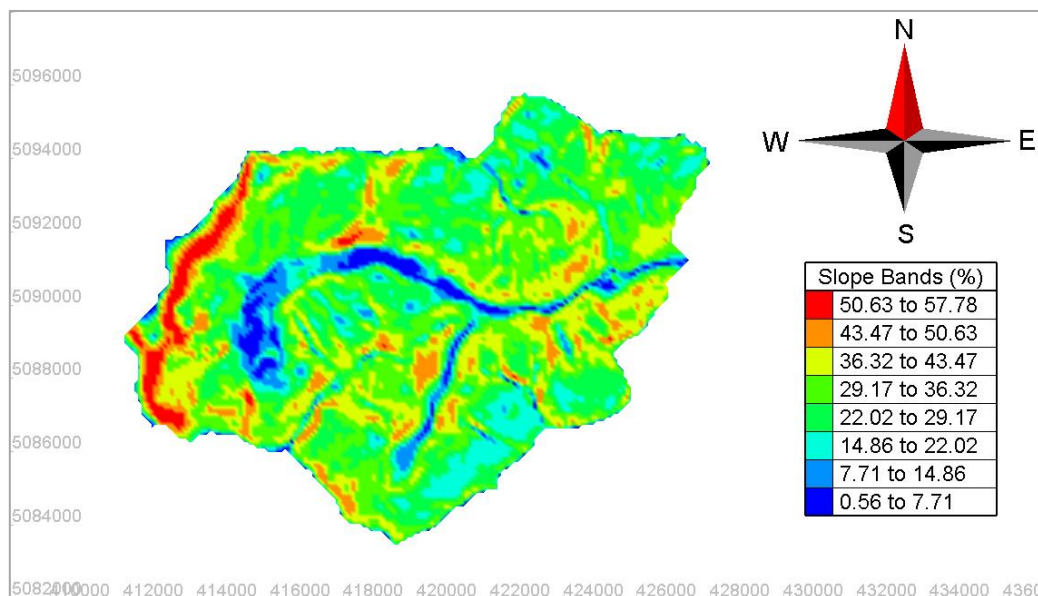 N
W E
S
5096000
5094000
5092000
5090000
5088000
5086000
5084000
5082000
410000 412000 414000 416000 418000 420000 422000 424000 426000 428000 430000 432000 434000
Slope Bands (%)
50.63 to 57.78
43.47 to 50.63
36.32 to 43.47
29.17 to 36.32
22.02 to 29.17
14.86 to 22.02
7.71 to 14.86
0.56 to 7.71